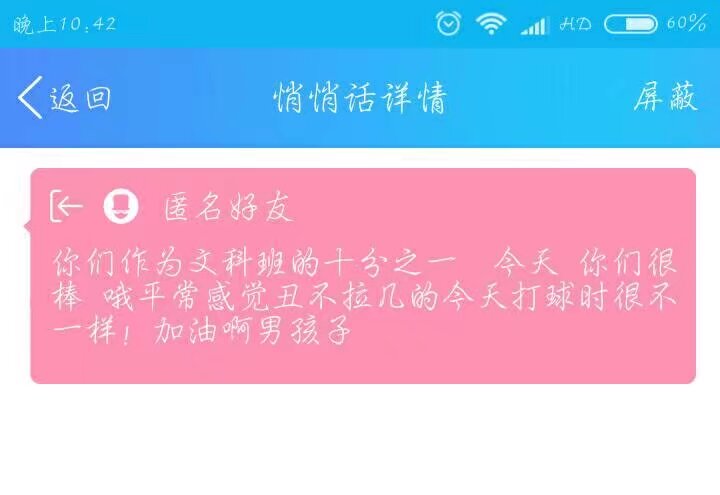 晚上10:42 HD 60%
返回 悄悄话详情 屏蔽
匿名好友
你们作为文科班的十分之一 今天 你们很
棒 哦平常感觉丑不拉几的今天打球时很不
一样！加油啊男孩子